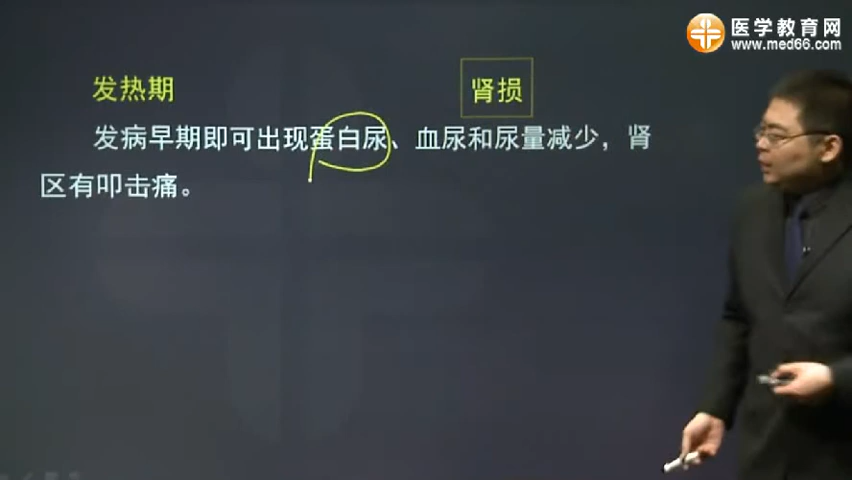 医学教育网
www.med66.com
发热期
肾损
发病早期即可出现蛋白尿、血尿和尿量减少，肾
区有叩击痛。